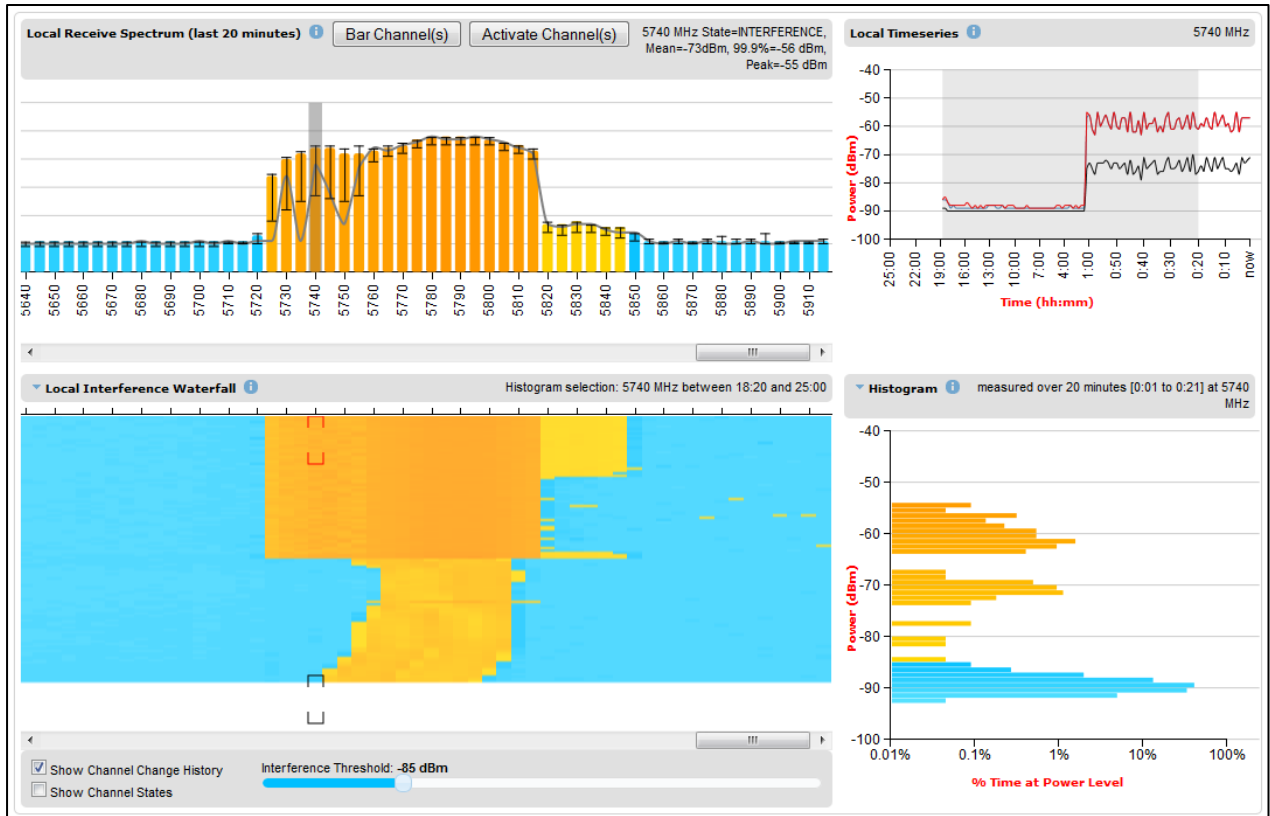 Local Receive Spectrum (last 20 minutes) i
Bar Channel(s)
Activate Channel(s)
5740 MHz State=INTERFERENCE,
Mean=-73dBm, 99.9%=-56 dBm,
Peak=-55 dBm
5640 5650 5660 5670 5680 5690 5700 5710 5720 5730 5740 5750 5760 5770 5780 5790 5800 5810 5820 5830 5840 5850 5860 5870 5880 5890 5900 5910
Local Timeseries i
5740 MHz
-40
-50
-60
-70
-80
-90
-100
Power (dBm)
25:00 22:00 19:00 16:00 13:00 10:00 7:00 4:00 1:00 0:50 0:40 0:30 0:20 0:10 now
Time (hh:mm)
Local Interference Waterfall i
Histogram selection: 5740 MHz between 18:20 and 25:00
Show Channel Change History
Show Channel States
Interference Threshold: -85 dBm
Histogram i
measured over 20 minutes [0:01 to 0:21] at 5740
MHz
-40
-50
-60
-70
-80
-90
-100
Power (dBm)
0.01% 0.1% 1% 10% 100%
% Time at Power Level